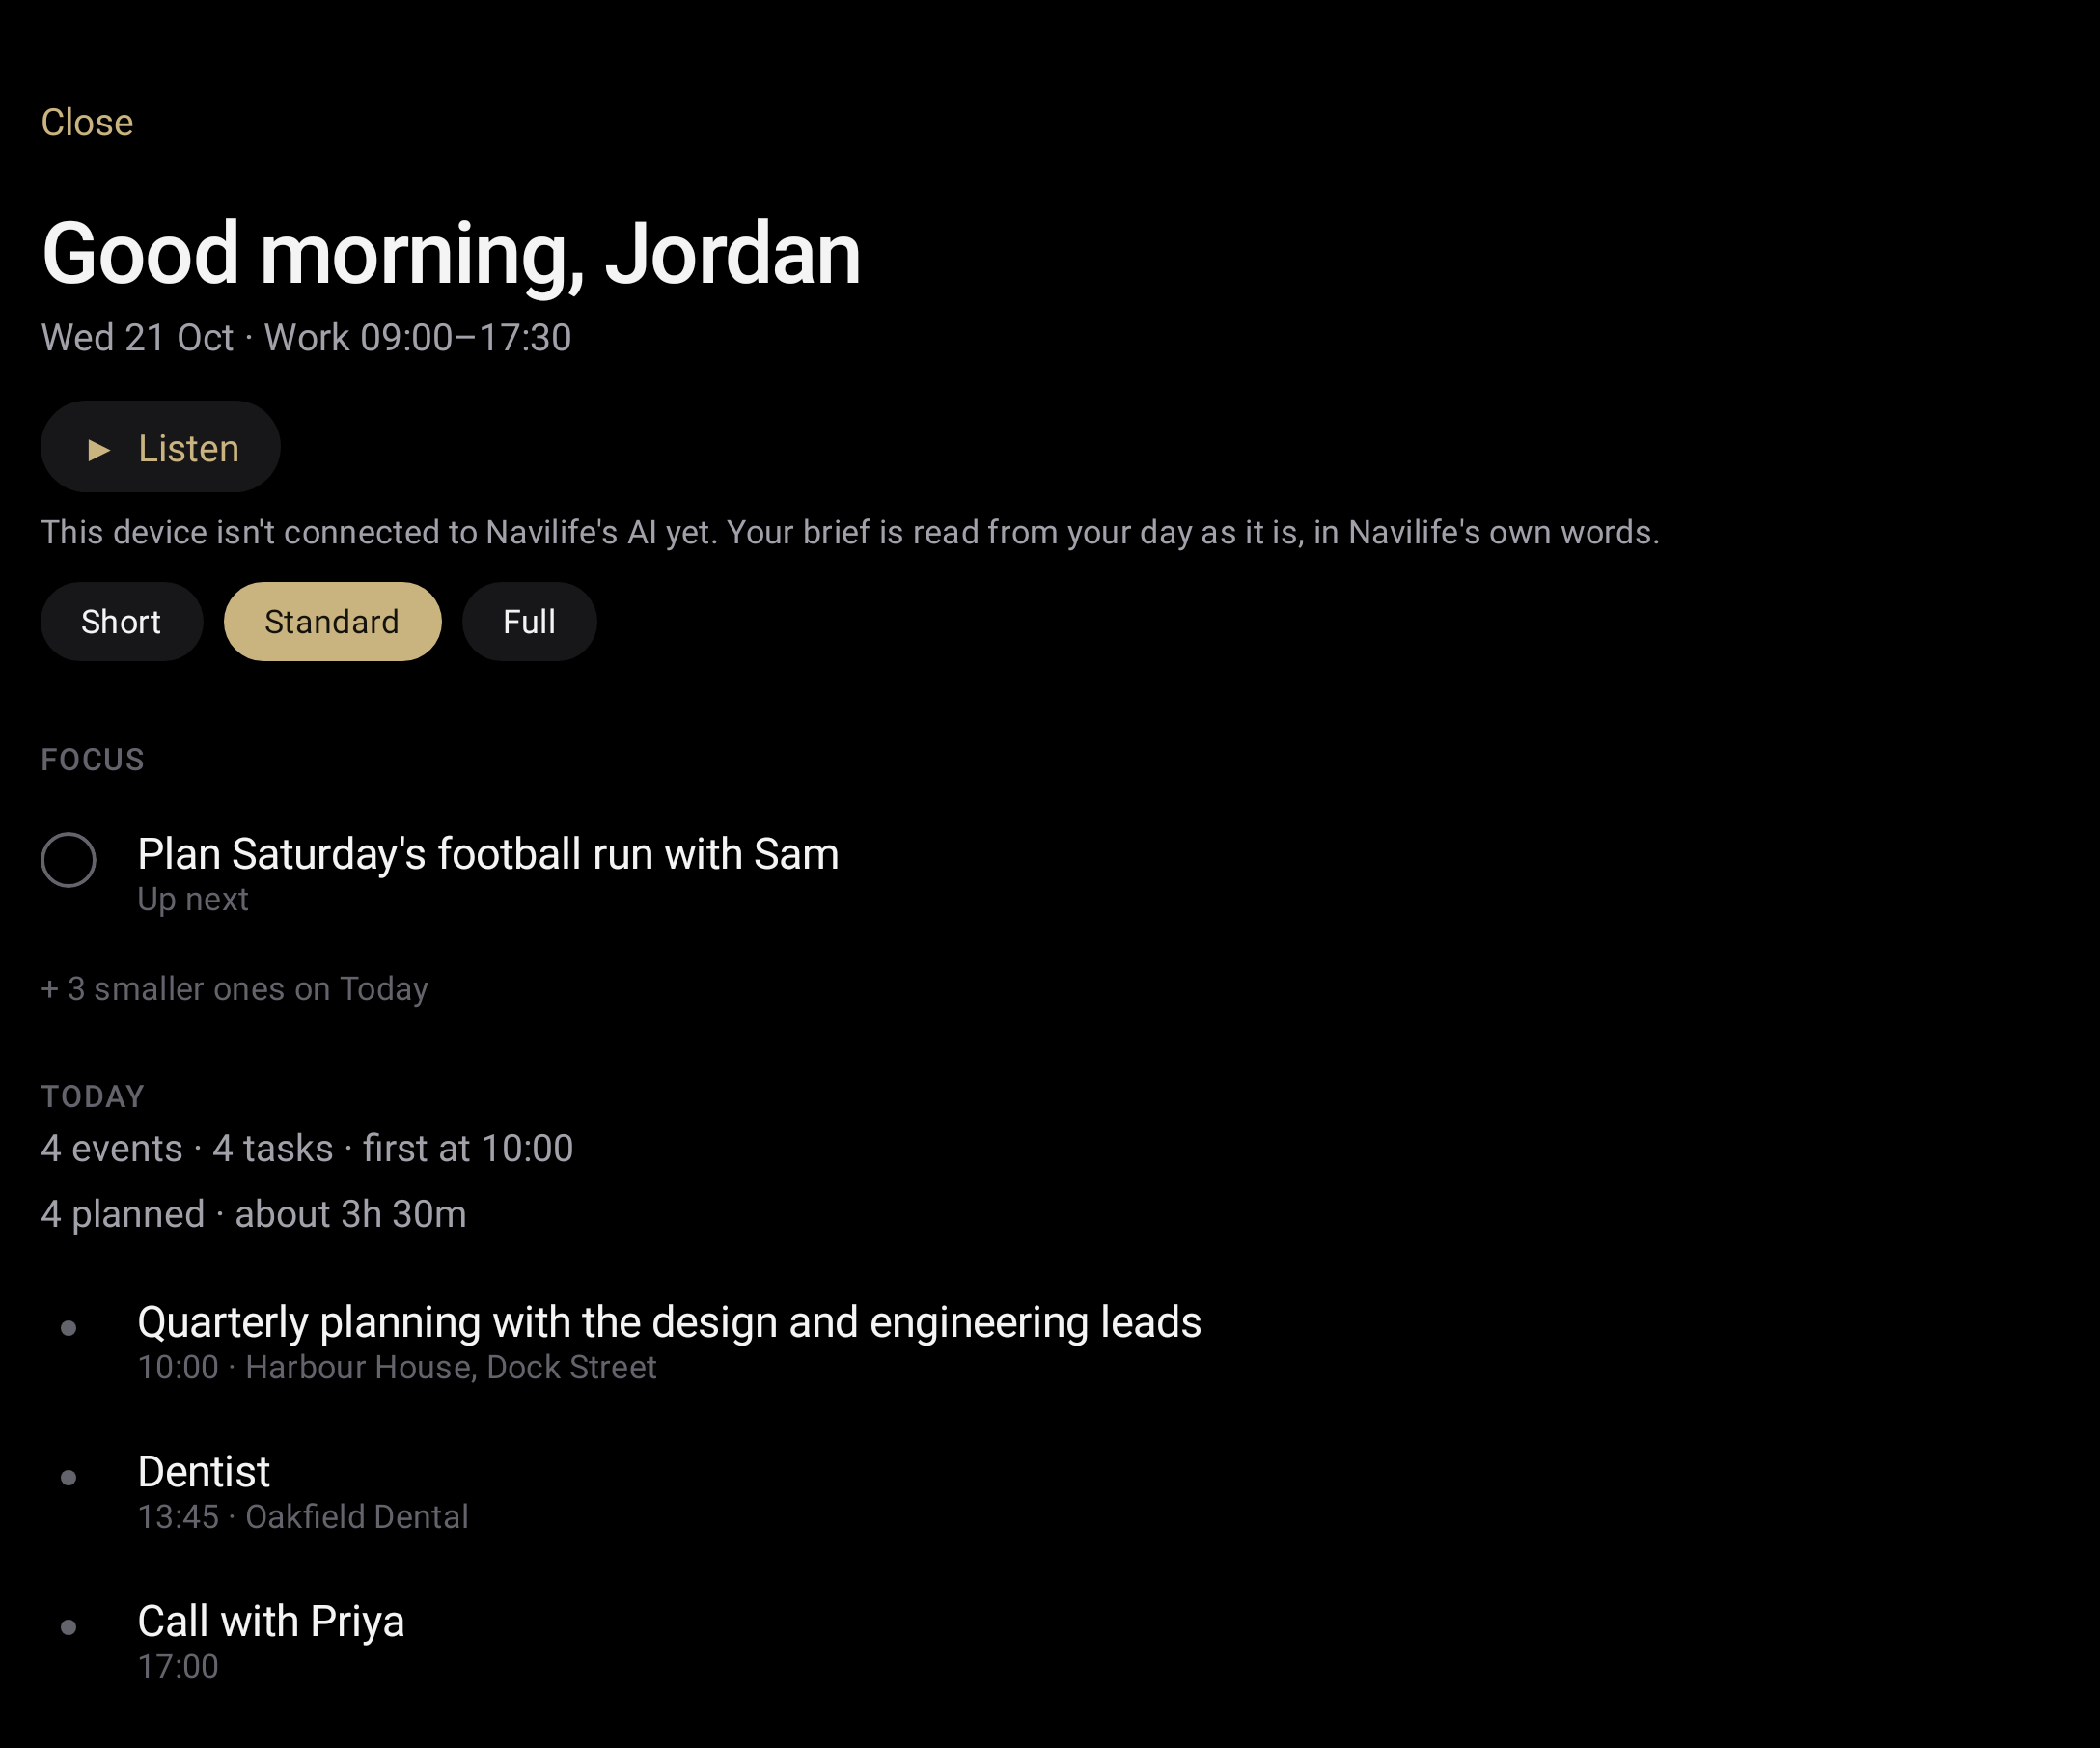 Close
Good morning, Jordan
Wed 21 Oct · Work 09:00–17:30
► Listen
This device isn't connected to Navilife's AI yet. Your brief is read from your day as it is, in Navilife's own words.
Short Standard Full
FOCUS
Plan Saturday's football run with Sam
Up next
+ 3 smaller ones on Today
TODAY
4 events · 4 tasks · first at 10:00
4 planned · about 3h 30m
Quarterly planning with the design and engineering leads
10:00 · Harbour House, Dock Street
Dentist
13:45 · Oakfield Dental
Call with Priya
17:00